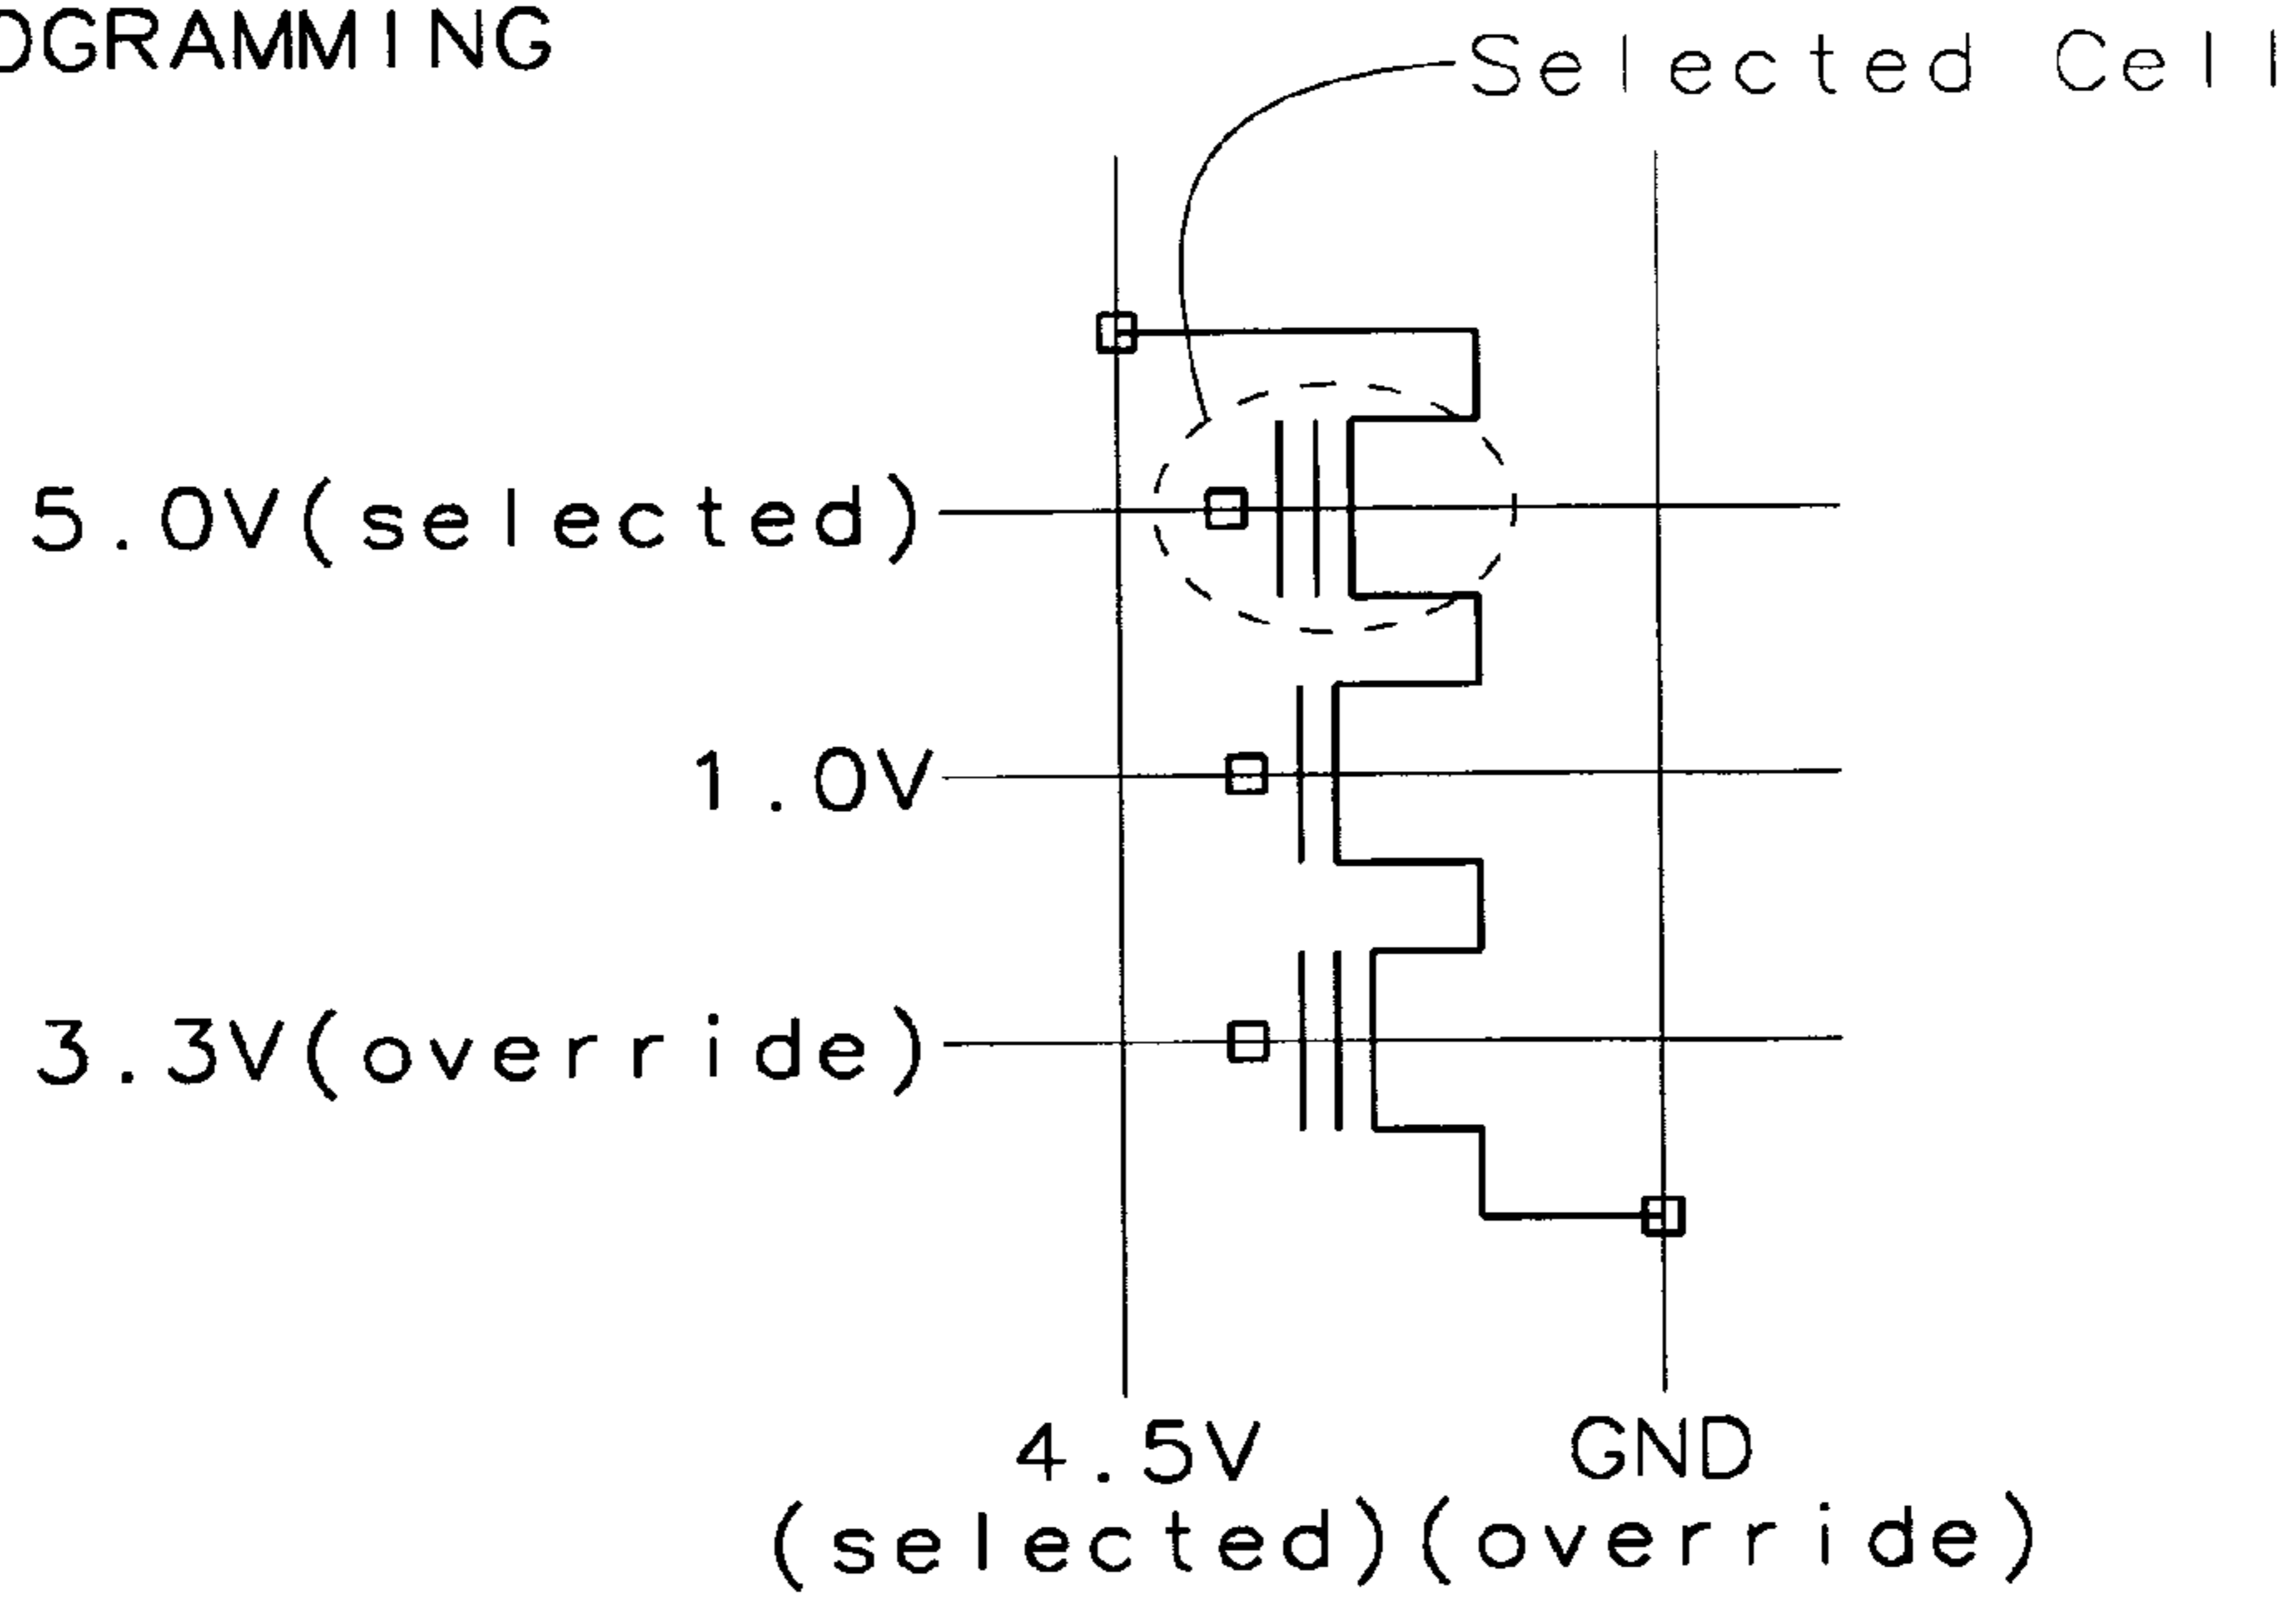 OGRAMMING
Selected Cell
5.0V(selected)
1.0V
3.3V(override)
4.5V GND
(selected)(override)